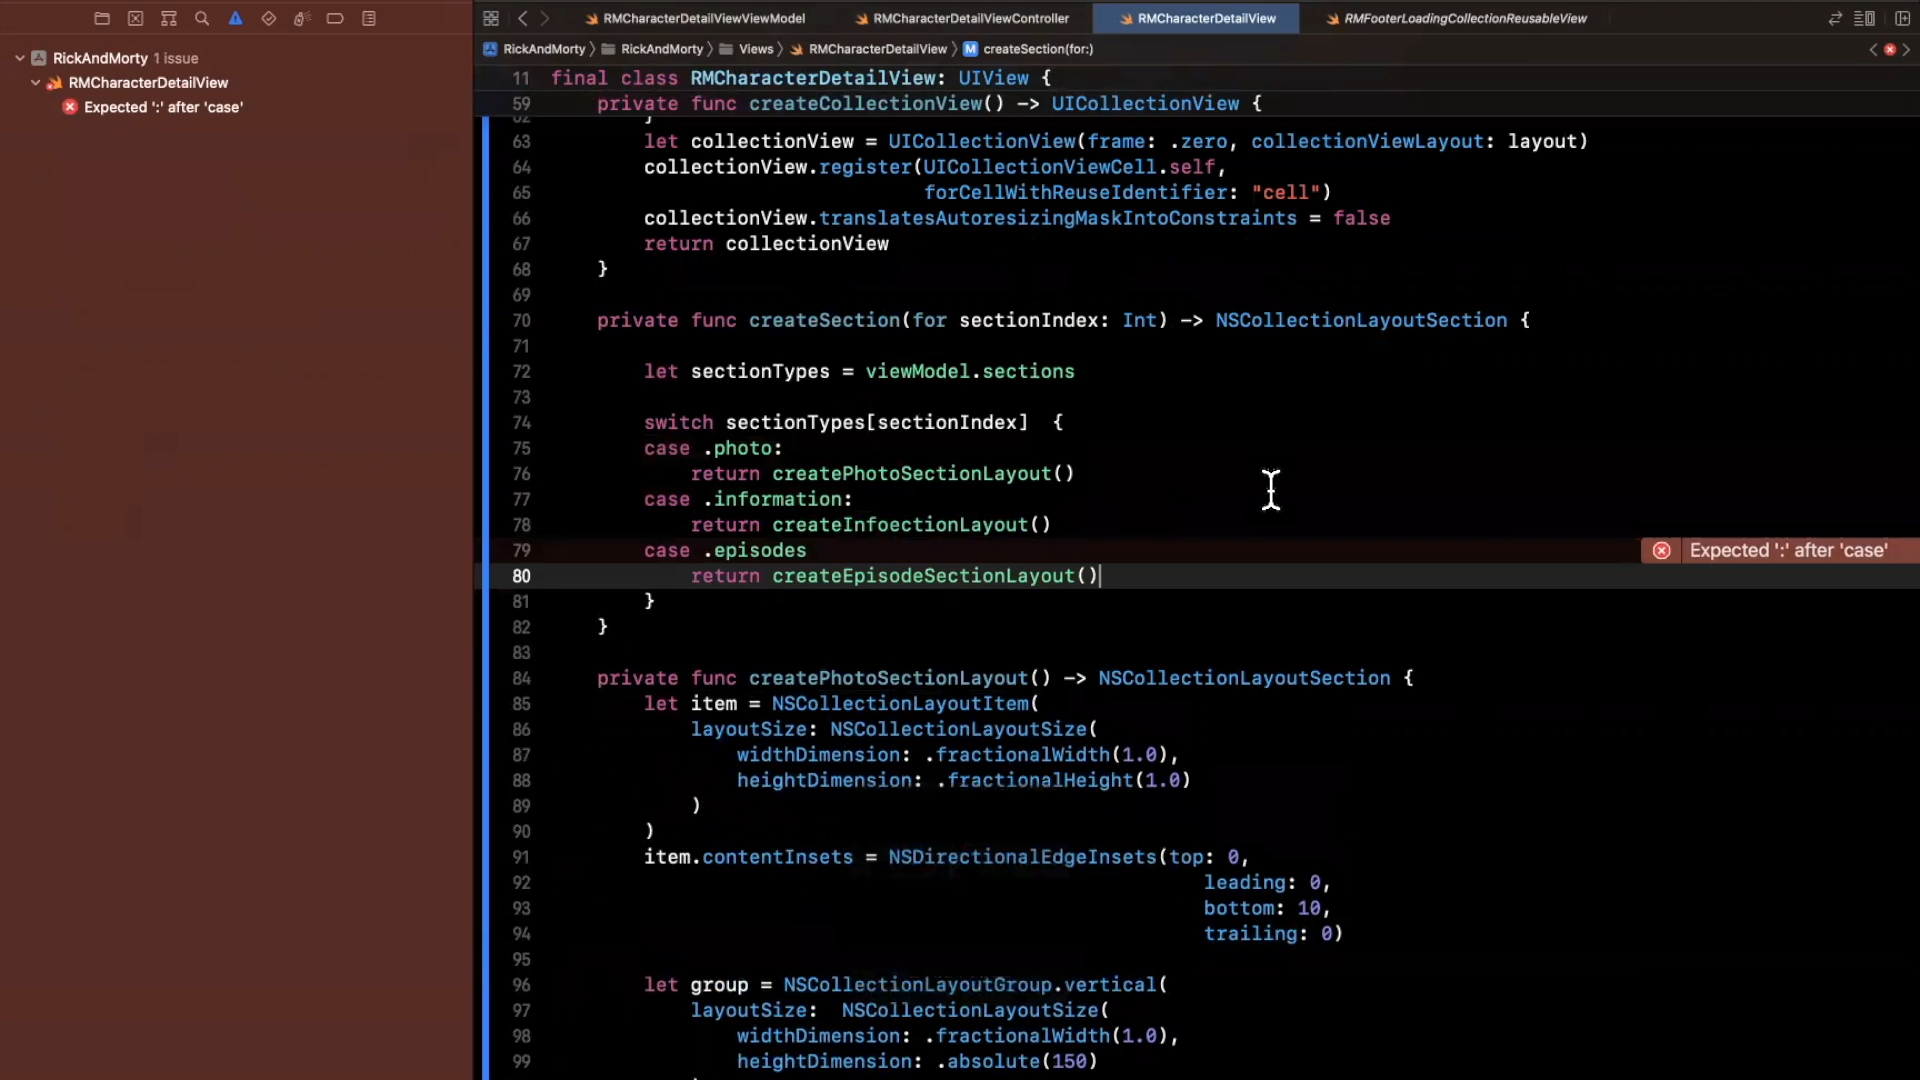 RMCharacterDetailViewViewModel
RMCharacterDetailViewController
RMCharacterDetailView
RMFooterLoadingCollectionReusableView
RickAndMorty
RickAndMorty
Views
RMCharacterDetailView
M createSection(for:)
RickAndMorty 1 issue
RMCharacterDetailView
Expected ':' after 'case'
11 final class RMCharacterDetailView: UIView {
59 private func createCollectionView() -> UICollectionView {
62 }
63 let collectionView = UICollectionView(frame: .zero, collectionViewLayout: layout)
64 collectionView.register(UICollectionViewCell.self,
65 forCellWithReuseIdentifier: "cell")
66 collectionView.translatesAutoresizingMaskIntoConstraints = false
67 return collectionView
68 }
69
70 private func createSection(for sectionIndex: Int) -> NSCollectionLayoutSection {
71
72 let sectionTypes = viewModel.sections
73
74 switch sectionTypes[sectionIndex]  {
75 case .photo:
76 return createPhotoSectionLayout()
77 case .information:
78 return createInfoectionLayout()
79 case .episodes
Expected ':' after 'case'
80 return createEpisodeSectionLayout()
81 }
82 }
83
84 private func createPhotoSectionLayout() -> NSCollectionLayoutSection {
85 let item = NSCollectionLayoutItem(
86 layoutSize: NSCollectionLayoutSize(
87 widthDimension: .fractionalWidth(1.0),
88 heightDimension: .fractionalHeight(1.0)
89 )
90 )
91 item.contentInsets = NSDirectionalEdgeInsets(top: 0,
92 leading: 0,
93 bottom: 10,
94 trailing: 0)
95
96 let group = NSCollectionLayoutGroup.vertical(
97 layoutSize:  NSCollectionLayoutSize(
98 widthDimension: .fractionalWidth(1.0),
99 heightDimension: .absolute(150)